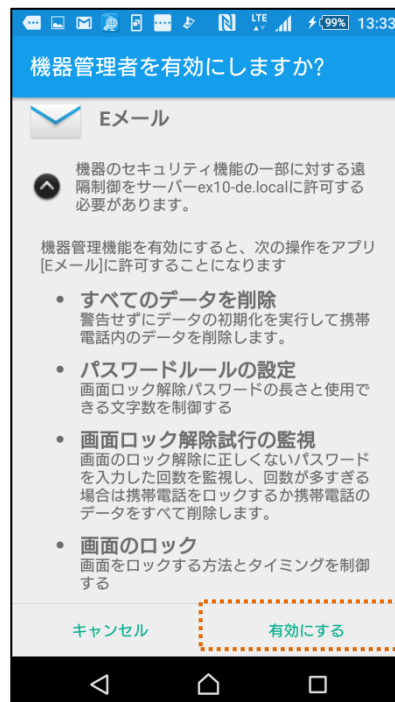 LTE 99% 13:33
機器管理者を有効にしますか?
Eメール
機器のセキュリティ機能の一部に対する遠
隔制御をサーバーex10-de.localに許可する
必要があります。
機器管理機能を有効にすると、次の操作をアプリ
[Eメール]に許可することになります
• すべてのデータを削除
警告せずにデータの初期化を実行して携帯
電話内のデータを削除します。
• パスワードルールの設定
画面ロック解除パスワードの長さと使用で
きる文字数を制御する
• 画面ロック解除試行の監視
画面のロック解除に正しくないパスワード
を入力した回数を監視し、回数が多すぎる
場合は携帯電話をロックするか携帯電話の
データをすべて削除します。
• 画面のロック
画面をロックする方法とタイミングを制御
する
キャンセル 有効にする